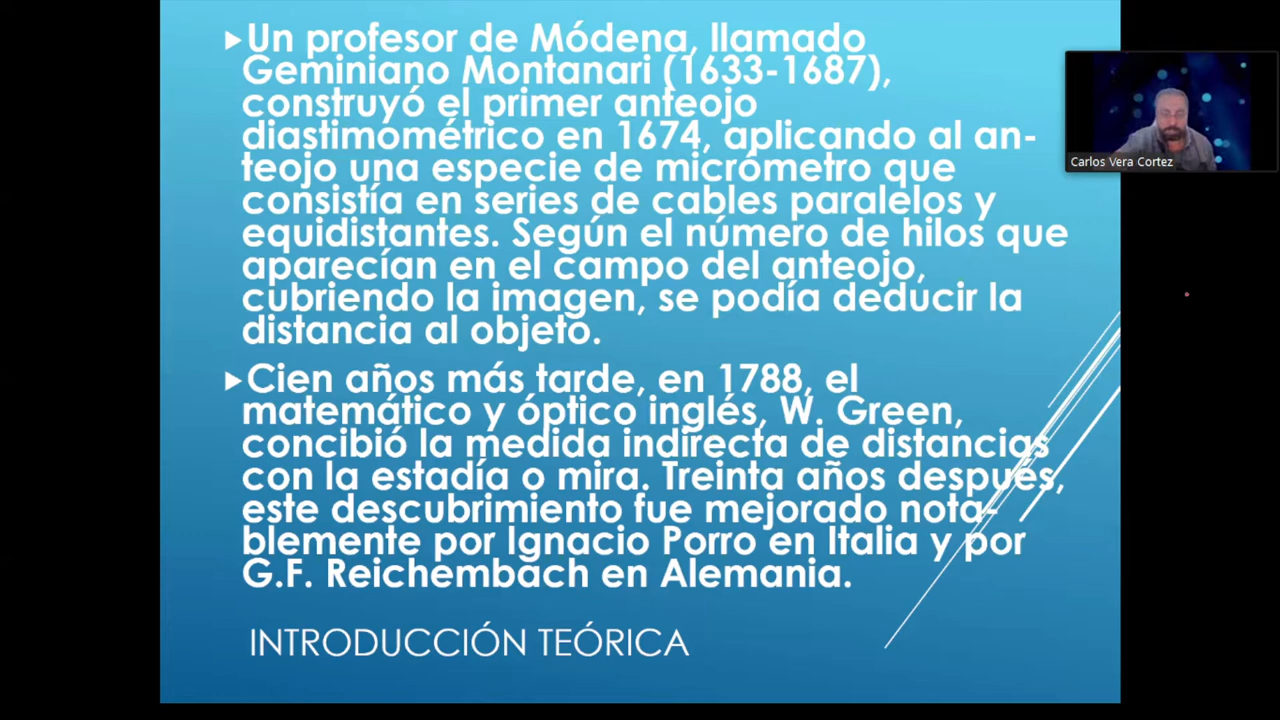 Un profesor de Módena, llamado
Geminiano Montanari (1633-1687),
construyó el primer anteojo
diastimométrico en 1674, aplicando al an-
teojo una especie de micrómetro que
consistía en series de cables paralelos y
equidistantes. Según el número de hilos que
aparecían en el campo del anteojo,
cubriendo la imagen, se podía deducir la
distancia al objeto.
Cien años más tarde, en 1788, el
matemático y óptico inglés, W. Green,
concibió la medida indirecta de distancias
con la estadía o mira. Treinta años después,
este descubrimiento fue mejorado nota-
blemente por Ignacio Porro en Italia y por
G.F. Reichembach en Alemania.
INTRODUCCIÓN TEÓRICA
Carlos Vera Cortez